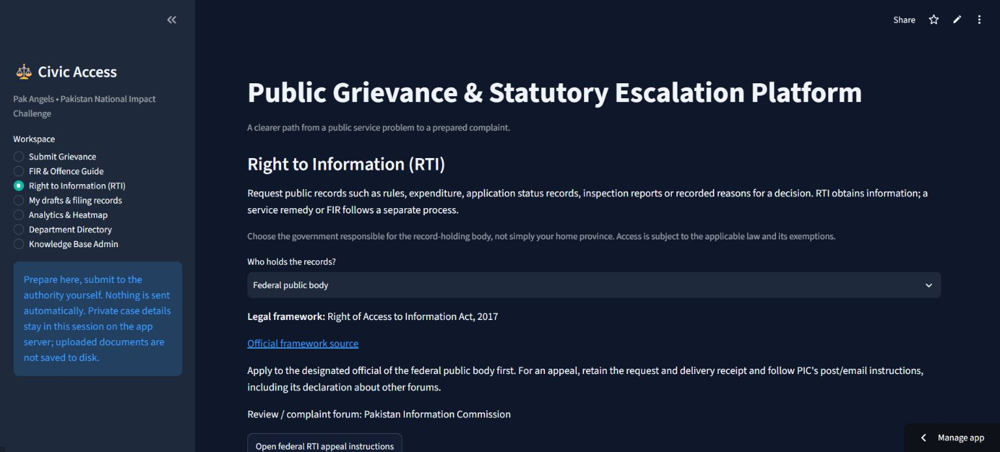 Share
Civic Access
Pak Angels • Pakistan National Impact
Challenge
Workspace
Submit Grievance
FIR & Offence Guide
Right to Information (RTI)
My drafts & filing records
Analytics & Heatmap
Department Directory
Knowledge Base Admin
Prepare here, submit to the
authority yourself. Nothing is sent
automatically. Private case details
stay in this session on the app
server; uploaded documents are
not saved to disk.
Public Grievance & Statutory Escalation Platform
A clearer path from a public service problem to a prepared complaint.
Right to Information (RTI)
Request public records such as rules, expenditure, application status records, inspection reports or recorded reasons for a decision. RTI obtains information; a
service remedy or FIR follows a separate process.
Choose the government responsible for the record-holding body, not simply your home province. Access is subject to the applicable law and its exemptions.
Who holds the records?
Federal public body
Legal framework: Right of Access to Information Act, 2017
Official framework source
Apply to the designated official of the federal public body first. For an appeal, retain the request and delivery receipt and follow PIC's post/email instructions,
including its declaration about other forums.
Review / complaint forum: Pakistan Information Commission
Open federal RTI appeal instructions
Manage app